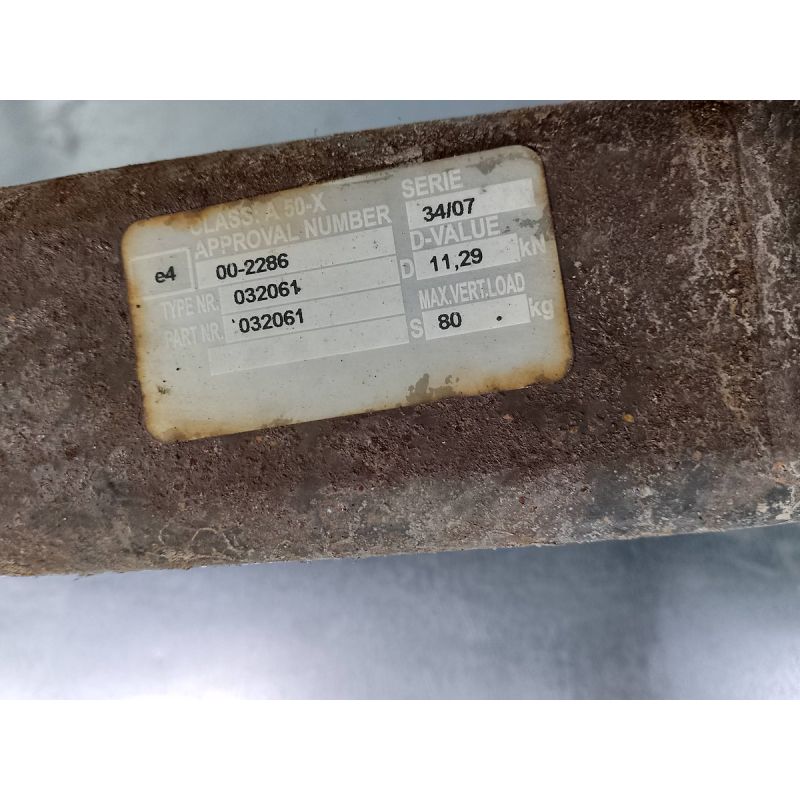 CLASS: A 50-X
APPROVAL NUMBER
e4 00-2286
TYPE NR. 032061
PART NR. 032061
SERIE
34/07
D-VALUE
D 11,29 kN
MAX.VERT.LOAD
S 80 kg